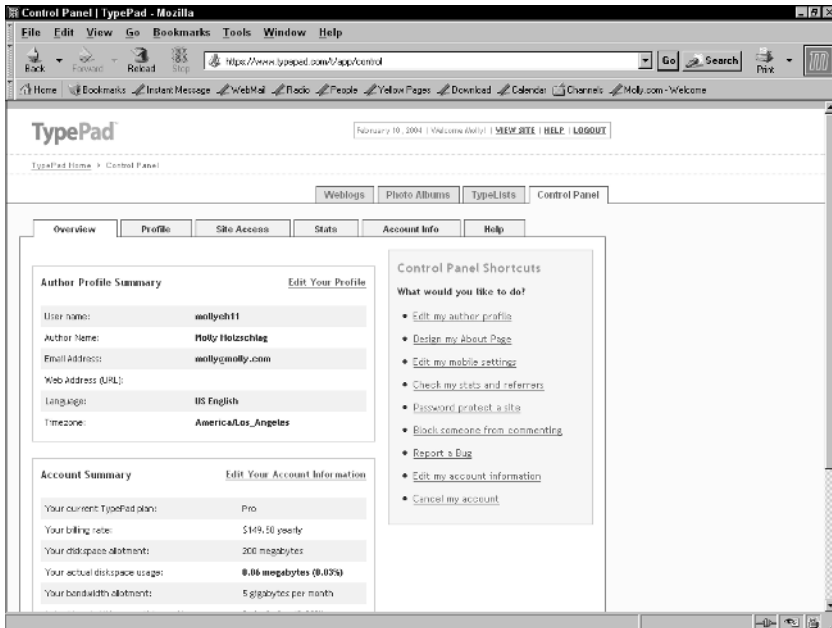 Control Panel | TypePad - Mozilla
File Edit View Go Bookmarks Tools Window Help
Back Forward Reload Stop https://www.typepad.com/t/app/control Go Search Print
Home Bookmarks Instant Message WebMail Radio People Yellow Pages Download Calendar Channels Molly.com - Welcome
TypePad
February 10, 2004 | Welcome Molly! | VIEW SITE | HELP | LOGOUT
TypePad Home > Control Panel
Weblogs Photo Albums TypeLists Control Panel
Overview Profile Site Access Stats Account Info Help
Author Profile Summary Edit Your Profile
User name: mollyeh11
Author Name: Molly Holzschlag
Email Address: molly@molly.com
Web Address (URL):
Language: US English
Timezone: America/Los_Angeles
Account Summary Edit Your Account Information
Your current TypePad plan: Pro
Your billing rate: $149.50 yearly
Your diskspace allotment: 200 megabytes
Your actual diskspace usage: 0.06 megabytes (0.03%)
Your bandwidth allotment: 5 gigabytes per month
Control Panel Shortcuts
What would you like to do?
Edit my author profile
Design my About Page
Edit my mobile settings
Check my stats and referrers
Password protect a site
Block someone from commenting
Report a Bug
Edit my account information
Cancel my account